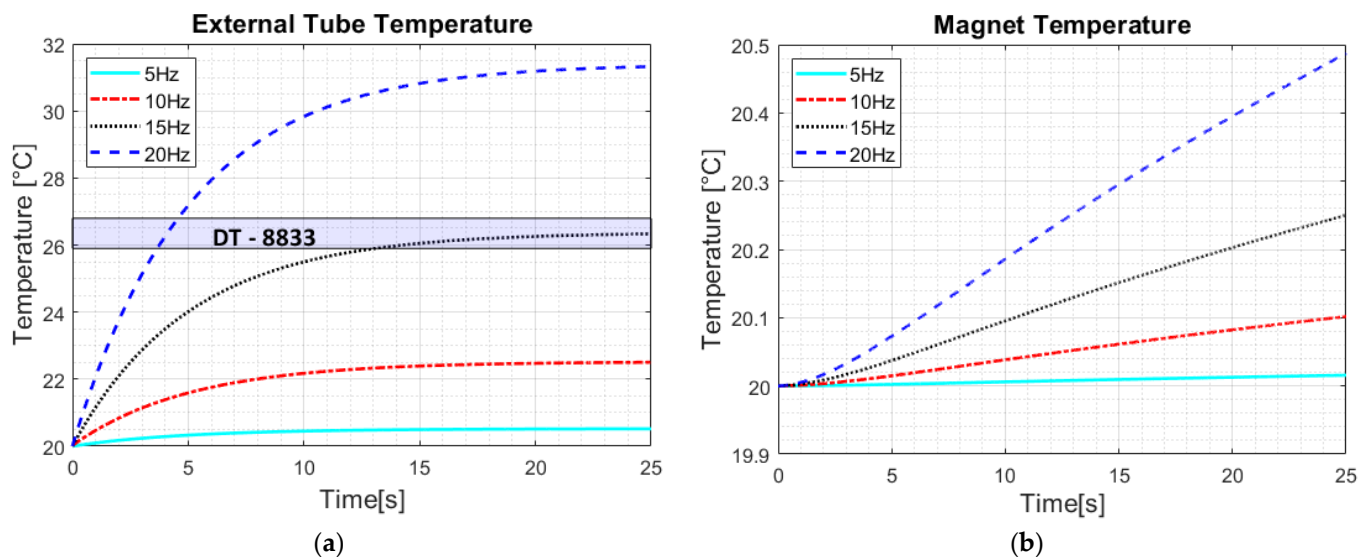 External Tube Temperature
32
30
28
26
24
22
20
Temperature [°C]
5Hz
10Hz
15Hz
20Hz
DT - 8833
0
5
10
15
20
25
Time[s]
(a)
Magnet Temperature
20.5
20.4
20.3
20.2
20.1
20
19.9
Temperature [°C]
5Hz
10Hz
15Hz
20Hz
0
5
10
15
20
25
Time[s]
(b)